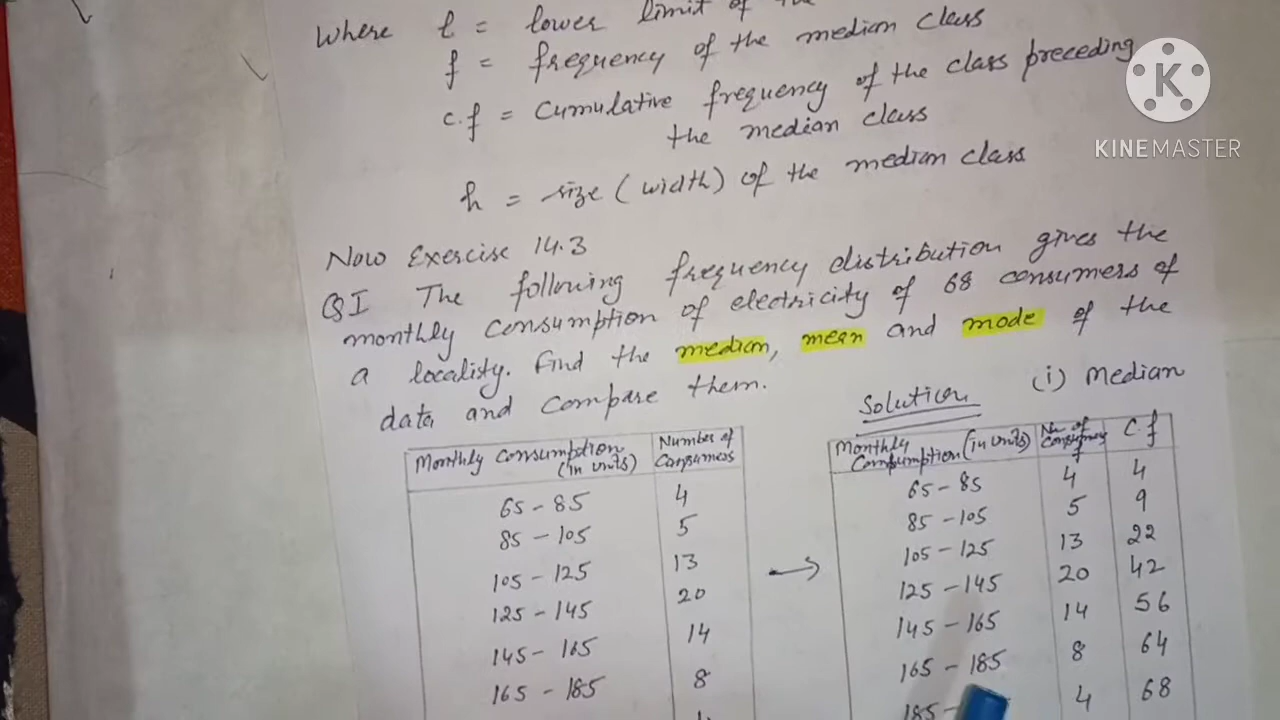 where l = lower limit of the
f = frequency of the median class
c.f = cumulative frequency of the class preceding
the median class
h = size (width) of the median class
KINEMASTER
Now Exercise 14.3
Q1 The following frequency distribution gives the
monthly consumption of electricity of 68 consumers of
a locality. Find the median, mean and mode of the
data and compare them.
Solution (i) Median
Monthly Consumption (in units) Number of Consumers
65-85 4
85-105 5
105-125 13
125-145 20
145-165 14
165-185 8
Monthly Consumption (in units) No. of Consumers f C f
65-85 4 4
85-105 5 9
105-125 13 22
125-145 20 42
145-165 14 56
165-185 8 64
185- 4 68